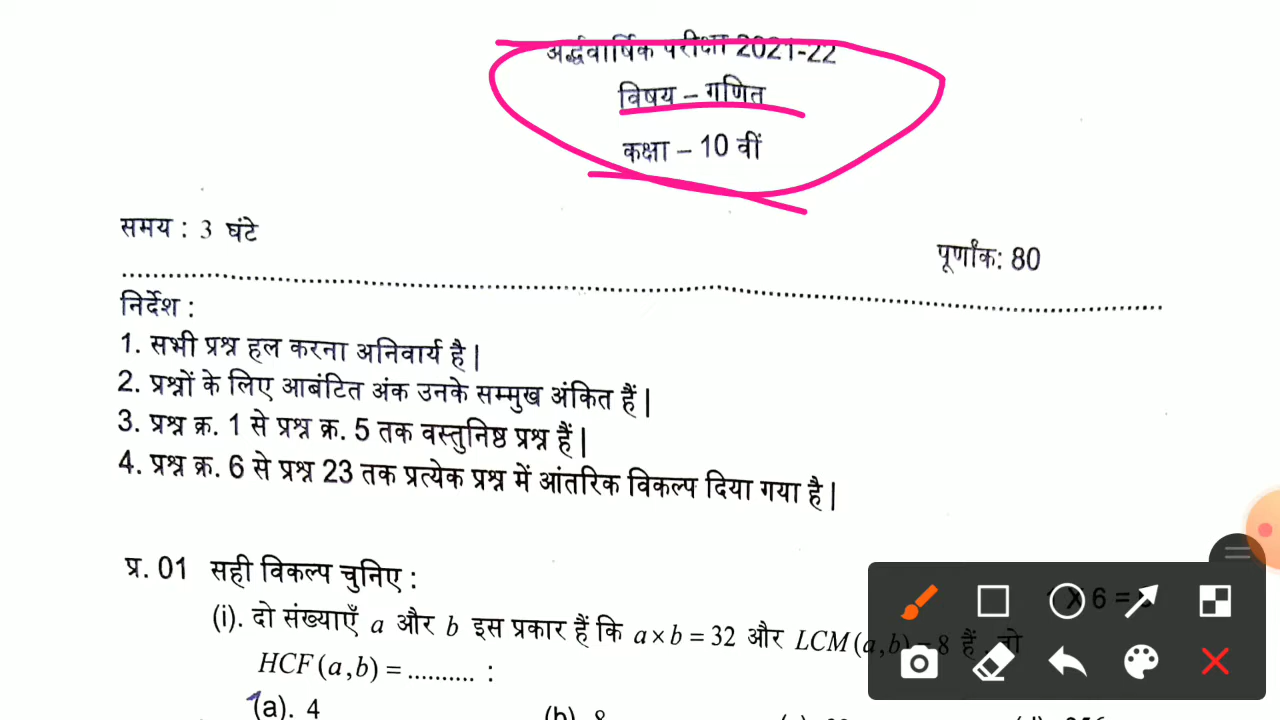 अर्द्धवार्षिक परीक्षा 2021-22
विषय – गणित
कक्षा – 10 वीं
समय : 3 घंटे
पूर्णांक: 80
निर्देश :
1. सभी प्रश्न हल करना अनिवार्य है |
2. प्रश्नों के लिए आबंटित अंक उनके सम्मुख अंकित हैं |
3. प्रश्न क्र. 1 से प्रश्न क्र. 5 तक वस्तुनिष्ठ प्रश्न हैं |
4. प्रश्न क्र. 6 से प्रश्न 23 तक प्रत्येक प्रश्न में आंतरिक विकल्प दिया गया है |
प्र. 01 सही विकल्प चुनिए :
X 6 =
(i). दो संख्याएँ a और b इस प्रकार हैं कि a×b = 32 और LCM (a,b) = 8 हैं , तो
HCF (a,b) = .......... :
(a). 4 (b). 8